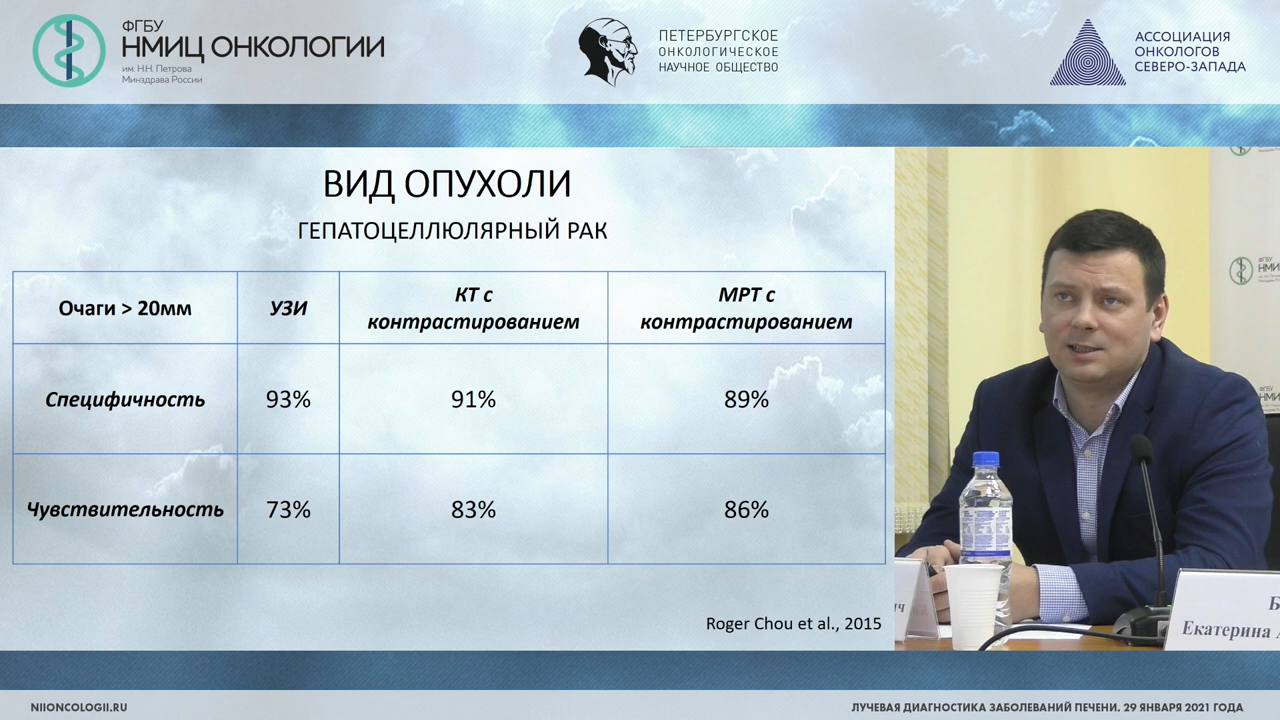 ФГБУ
НМИЦ ОНКОЛОГИИ
им. Н.Н. Петрова
Минздрава России
ПЕТЕРБУРГСКОЕ
ОНКОЛОГИЧЕСКОЕ
НАУЧНОЕ ОБЩЕСТВО
АССОЦИАЦИЯ
ОНКОЛОГОВ
СЕВЕРО-ЗАПАДА
ВИД ОПУХОЛИ
ГЕПАТОЦЕЛЛЮЛЯРНЫЙ РАК
Очаги > 20мм
УЗИ
КТ с
контрастированием
МРТ с
контрастированием
Специфичность
93%
91%
89%
Чувствительность
73%
83%
86%
Roger Chou et al., 2015
ФГБУ
НМИЦ
Екатерина
NIIONCOLOGII.RU
ЛУЧЕВАЯ ДИАГНОСТИКА ЗАБОЛЕВАНИЙ ПЕЧЕНИ. 29 ЯНВАРЯ 2021 ГОДА